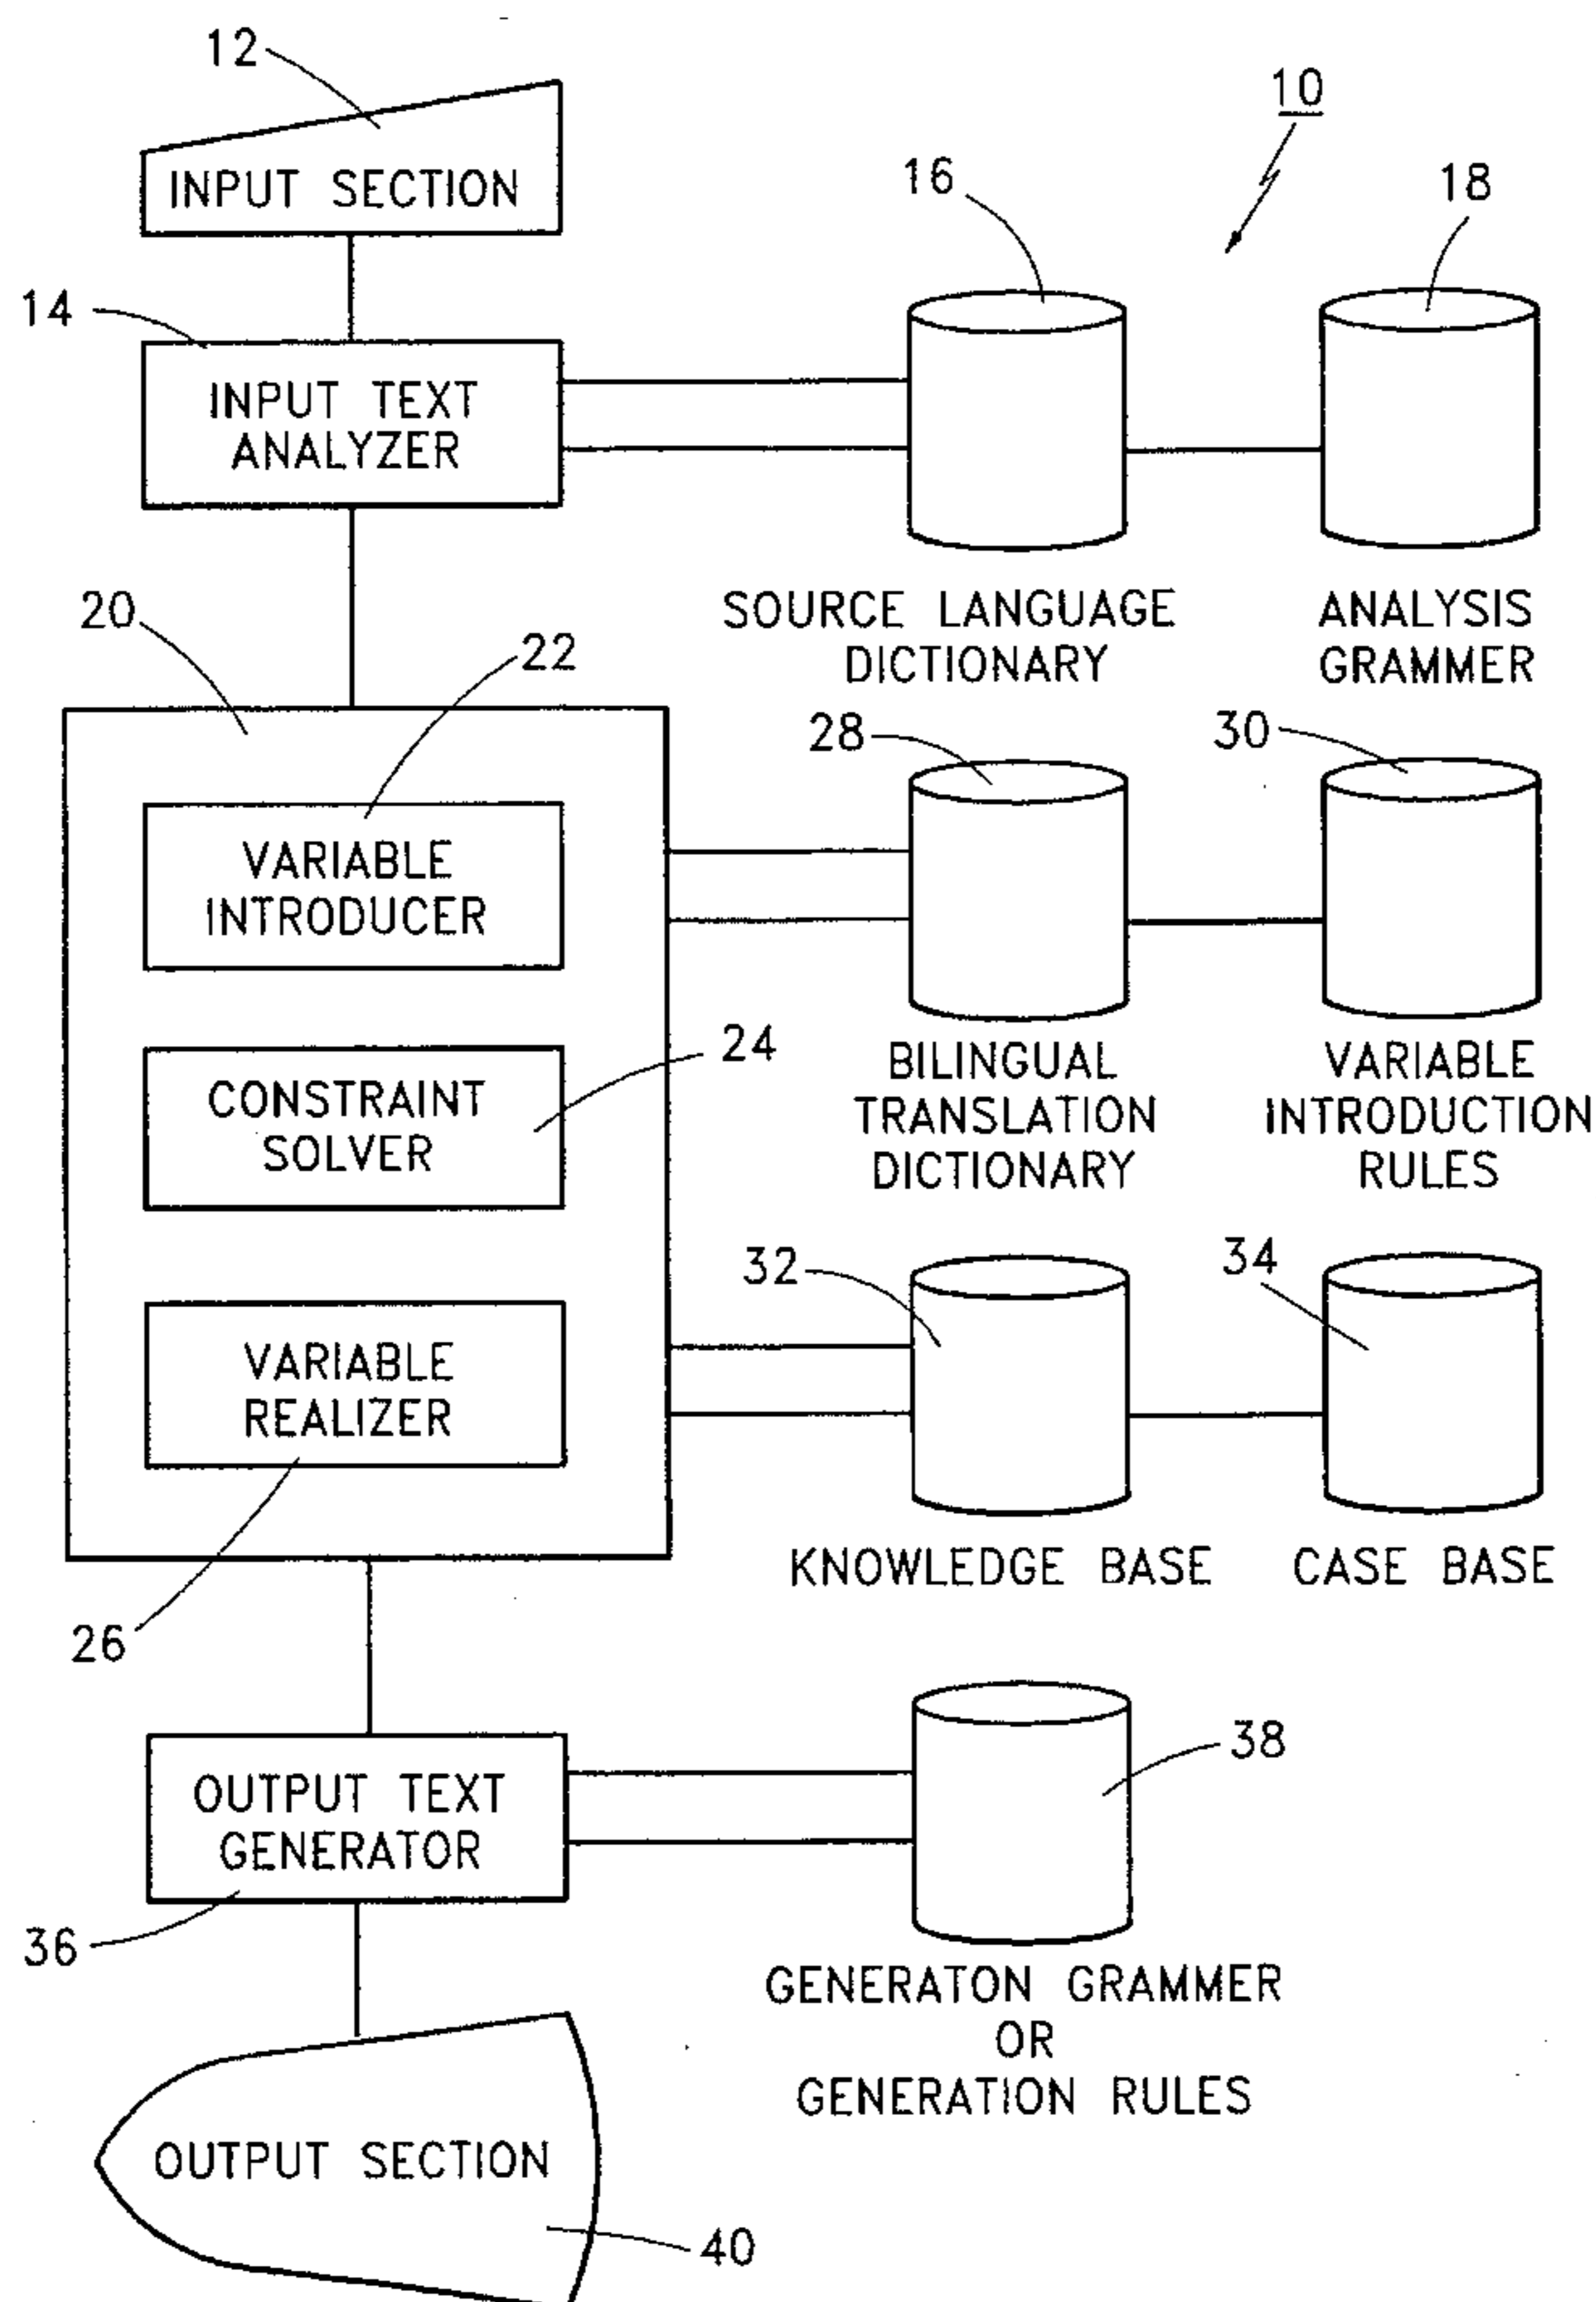 12
10
INPUT SECTION
16
18
14
INPUT TEXT
ANALYZER
SOURCE LANGUAGE
DICTIONARY
ANALYSIS
GRAMMER
20
22
28
30
VARIABLE
INTRODUCER
24
BILINGUAL
TRANSLATION
DICTIONARY
VARIABLE
INTRODUCTION
RULES
CONSTRAINT
SOLVER
32
34
VARIABLE
REALIZER
KNOWLEDGE BASE
CASE BASE
26
38
OUTPUT TEXT
GENERATOR
36
GENERATON GRAMMER
OR
GENERATION RULES
OUTPUT SECTION
40